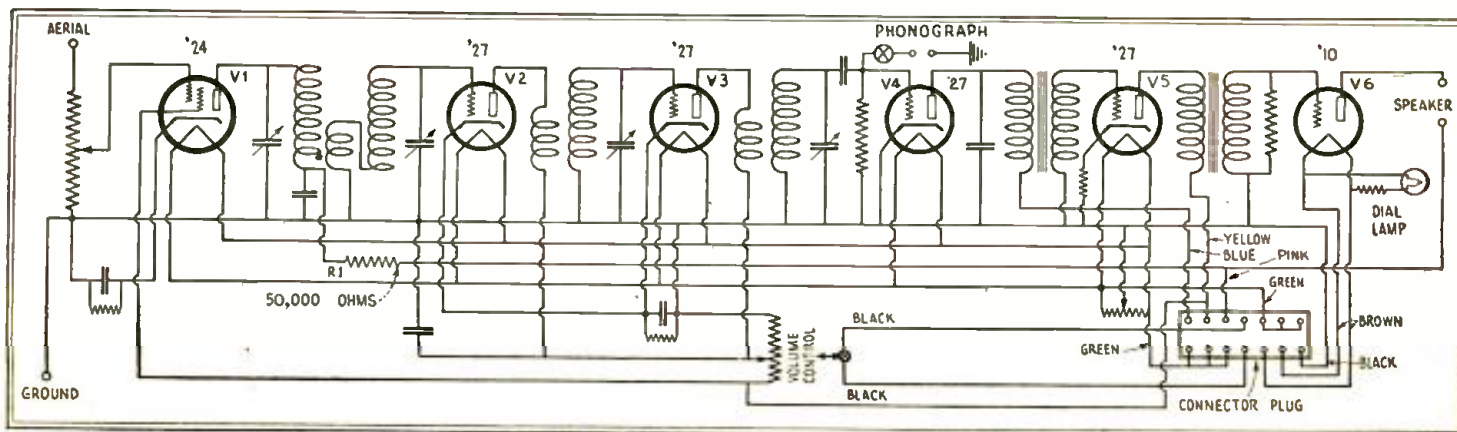 AERIAL
PHONOGRAPH
'24
'27
'27
'27
'10
V1
V2
V3
V4
27
V5
V6
SPEAKER
DIAL
LAMP
YELLOW
BLUE
PINK
R1
50,000 OHMS
GREEN
BLACK
BROWN
VOLUME
CONTROL
GREEN
BLACK
GROUND
BLACK
CONNECTOR PLUG